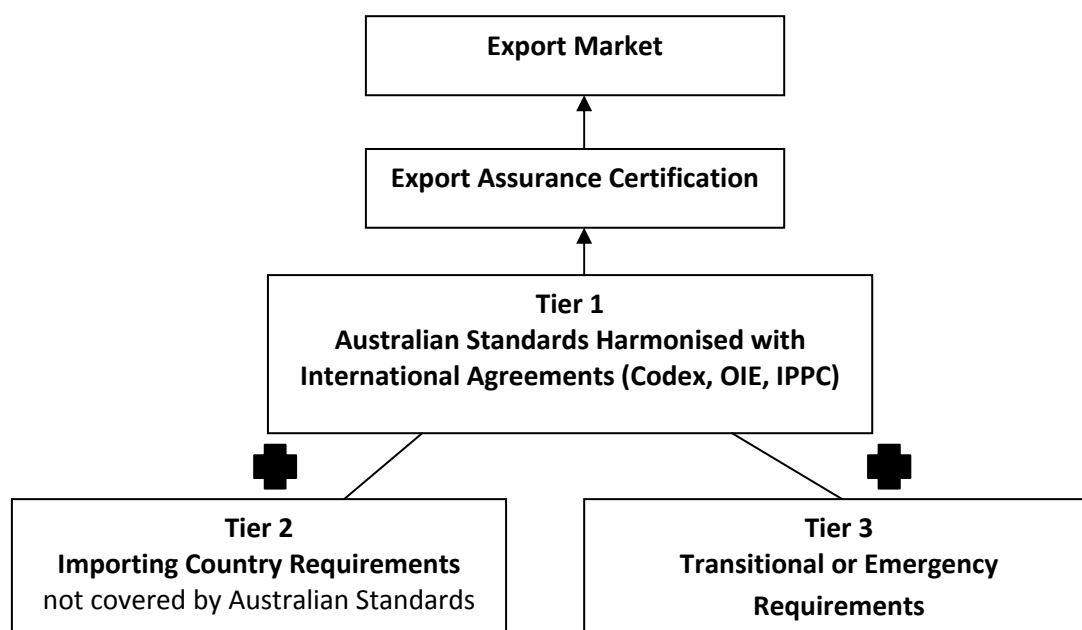 Export Market
Export Assurance Certification
Tier 1
Australian Standards Harmonised with
International Agreements (Codex, OIE, IPPC)
Tier 2
Importing Country Requirements
not covered by Australian Standards
Tier 3
Transitional or Emergency
Requirements